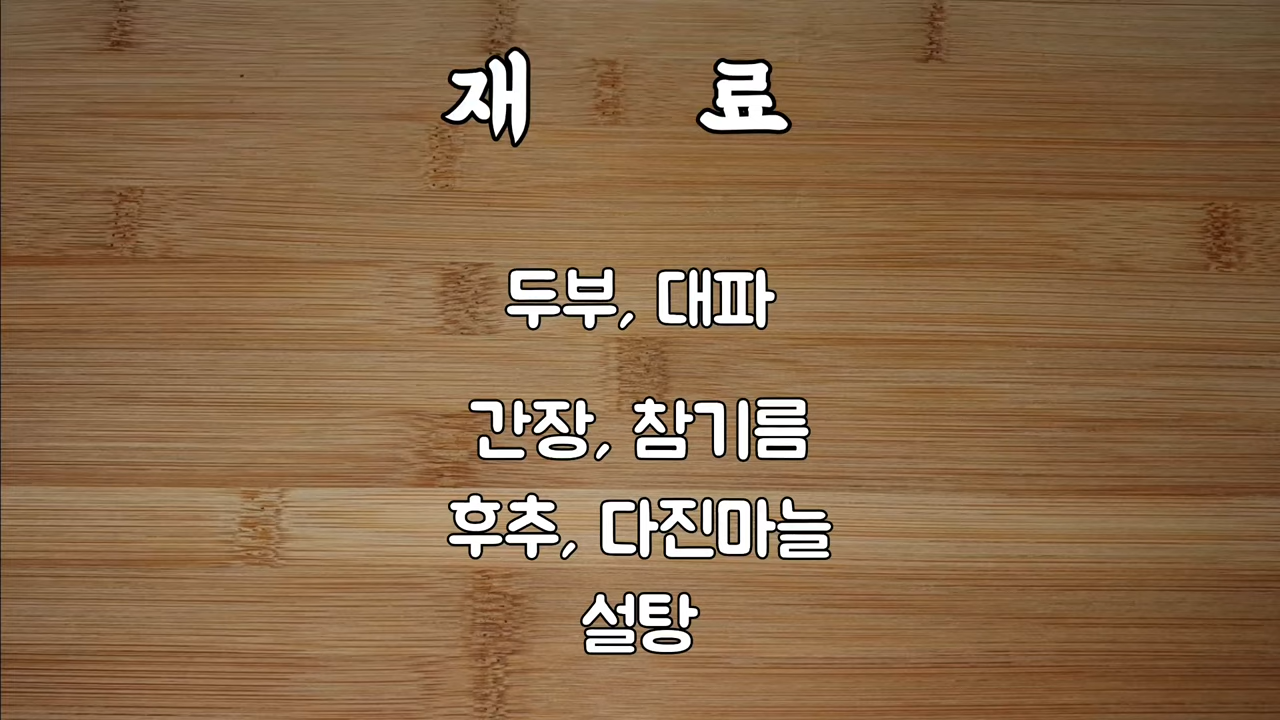 재 료
두부, 대파
간장, 참기름
후추, 다진마늘
설탕